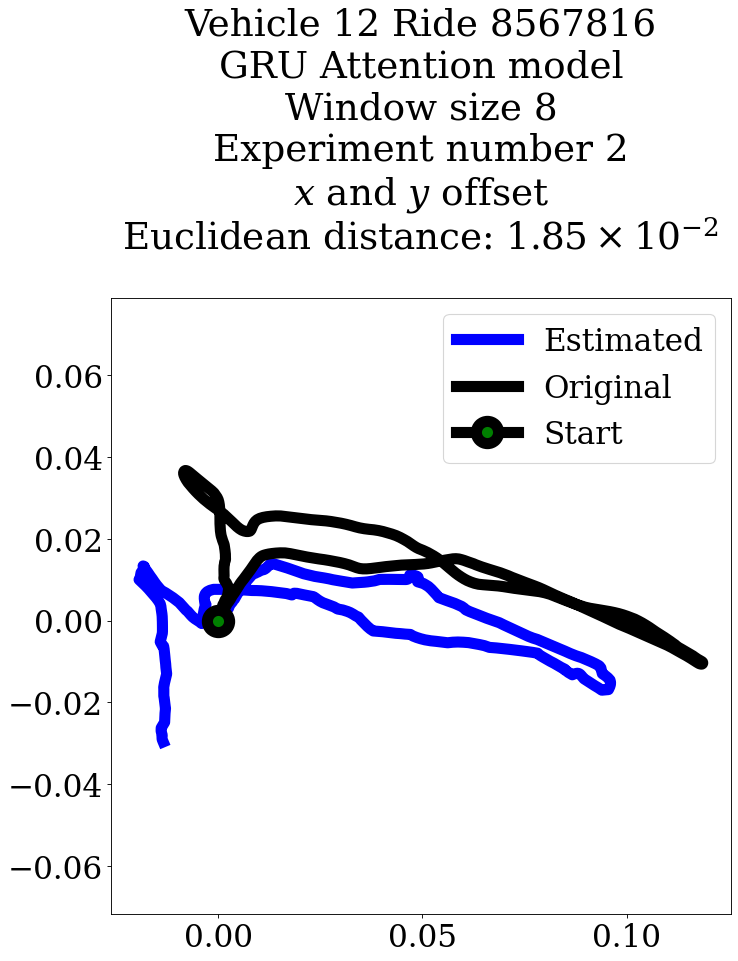 Vehicle 12 Ride 8567816
GRU Attention model
Window size 8
Experiment number 2
x and y offset
Euclidean distance: 1.85 × 10⁻²
Estimated
Original
Start
0.06
0.04
0.02
0.00
−0.02
−0.04
−0.06
0.00 0.05 0.10